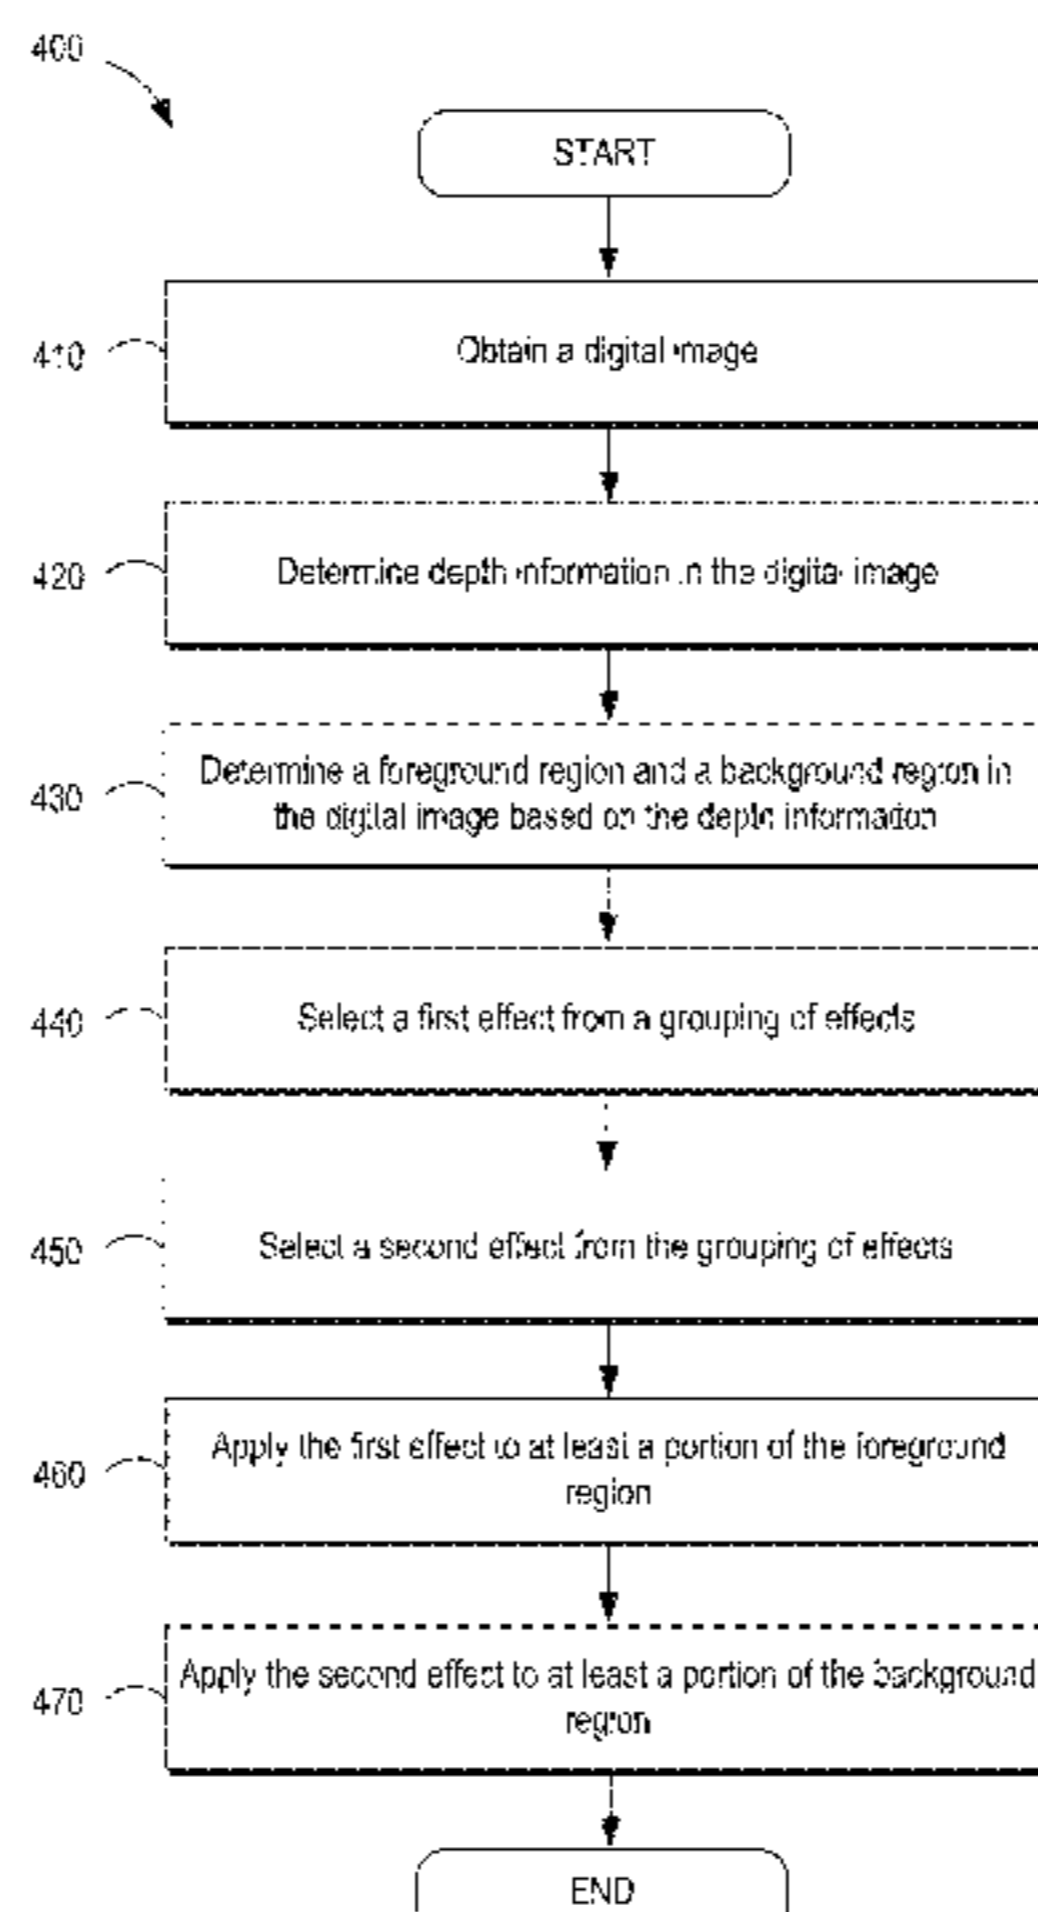 400
START
410
Obtain a digital image
420
Determine depth information in the digital image
430
Determine a foreground region and a background region in
the digital image based on the depth information
440
Select a first effect from a grouping of effects
450
Select a second effect from the grouping of effects
460
Apply the first effect to at least a portion of the foreground
region
470
Apply the second effect to at least a portion of the background
region
END